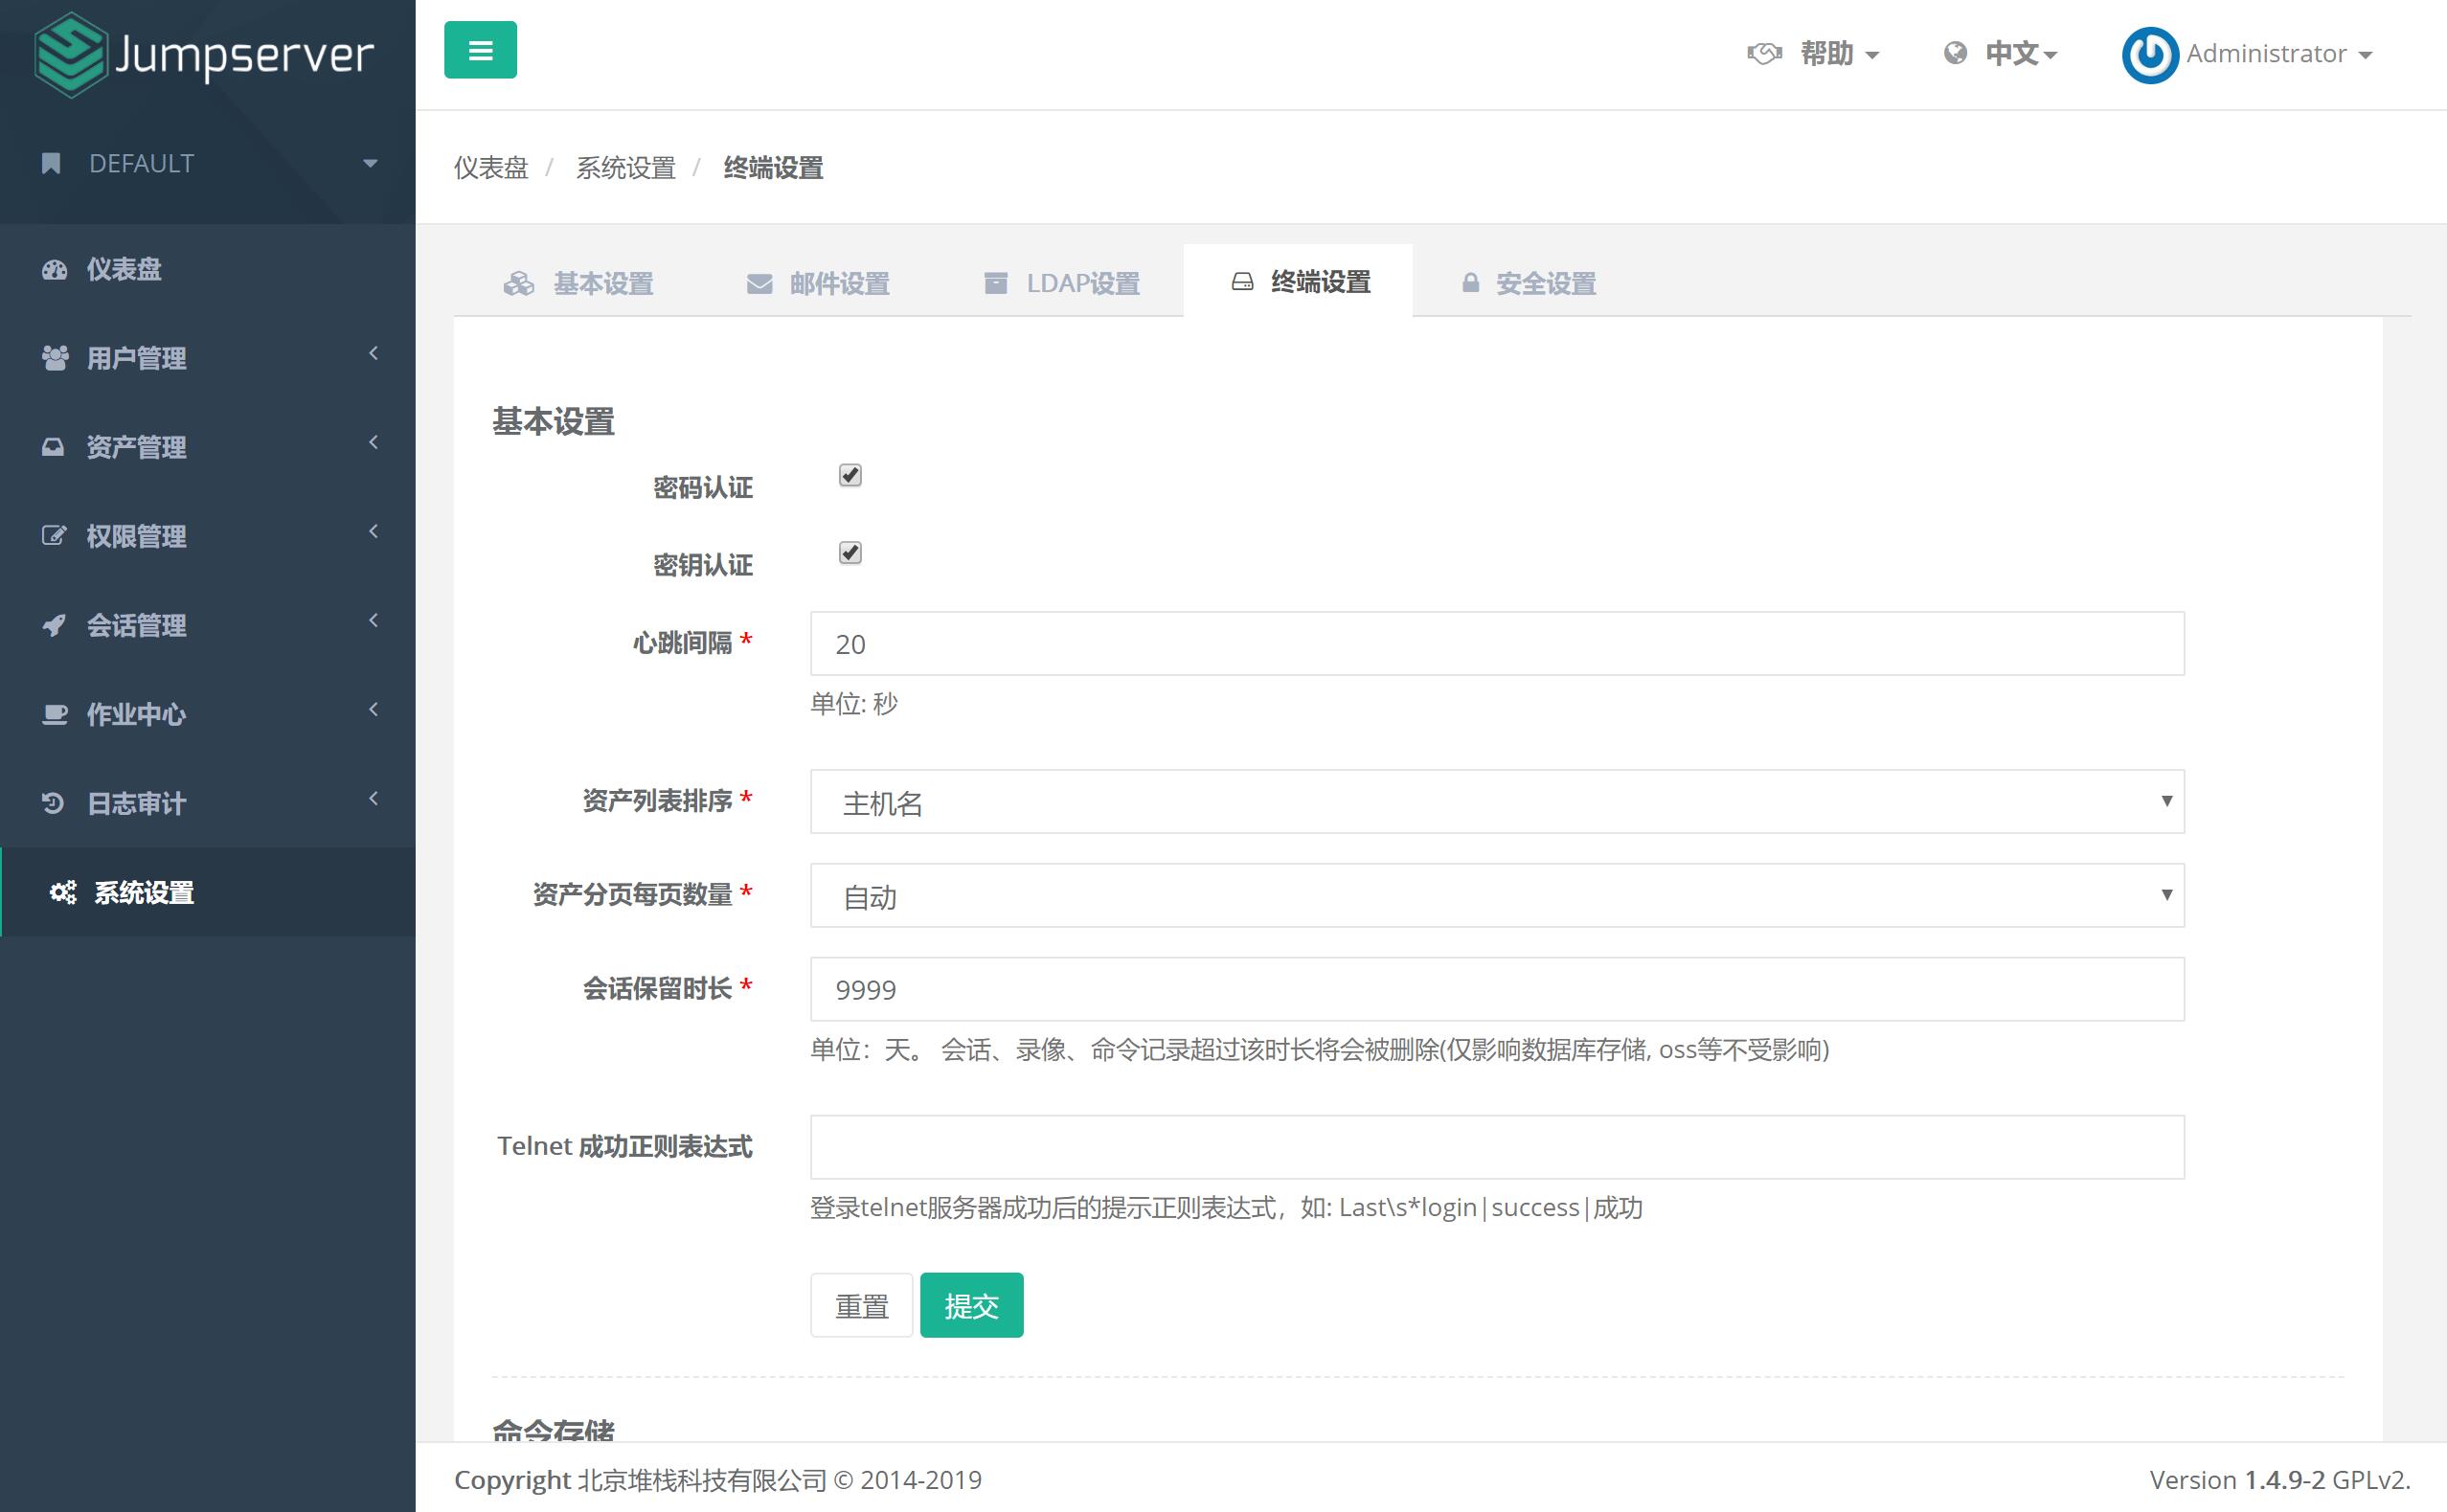 Jumpserver
帮助
中文
Administrator
DEFAULT
仪表盘 / 系统设置 / 终端设置
仪表盘
用户管理
资产管理
权限管理
会话管理
作业中心
日志审计
系统设置
基本设置
邮件设置
LDAP设置
终端设置
安全设置
基本设置
密码认证
密钥认证
心跳间隔 *
20
单位: 秒
资产列表排序 *
主机名
资产分页每页数量 *
自动
会话保留时长 *
9999
单位：天。 会话、录像、命令记录超过该时长将会被删除(仅影响数据库存储, oss等不受影响)
Telnet 成功正则表达式
登录telnet服务器成功后的提示正则表达式，如: Last\s*login|success|成功
重置
提交
命令存储
Copyright 北京堆栈科技有限公司 © 2014-2019
Version 1.4.9-2 GPLv2.